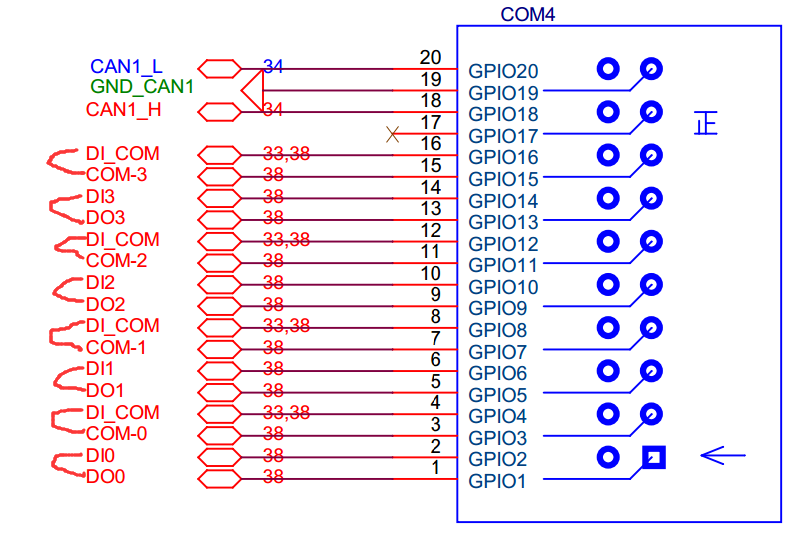 COM4
CAN1_L 34 20 GPIO20
GND_CAN1 19 GPIO19
CAN1_H 34 18 GPIO18
17 GPIO17
正
DI_COM 33,38 16 GPIO16
COM-3 38 15 GPIO15
DI3 38 14 GPIO14
DO3 38 13 GPIO13
DI_COM 33,38 12 GPIO12
COM-2 38 11 GPIO11
DI2 38 10 GPIO10
DO2 38 9 GPIO9
DI_COM 33,38 8 GPIO8
COM-1 38 7 GPIO7
DI1 38 6 GPIO6
DO1 38 5 GPIO5
DI_COM 33,38 4 GPIO4
COM-0 38 3 GPIO3
DI0 38 2 GPIO2
DO0 38 1 GPIO1